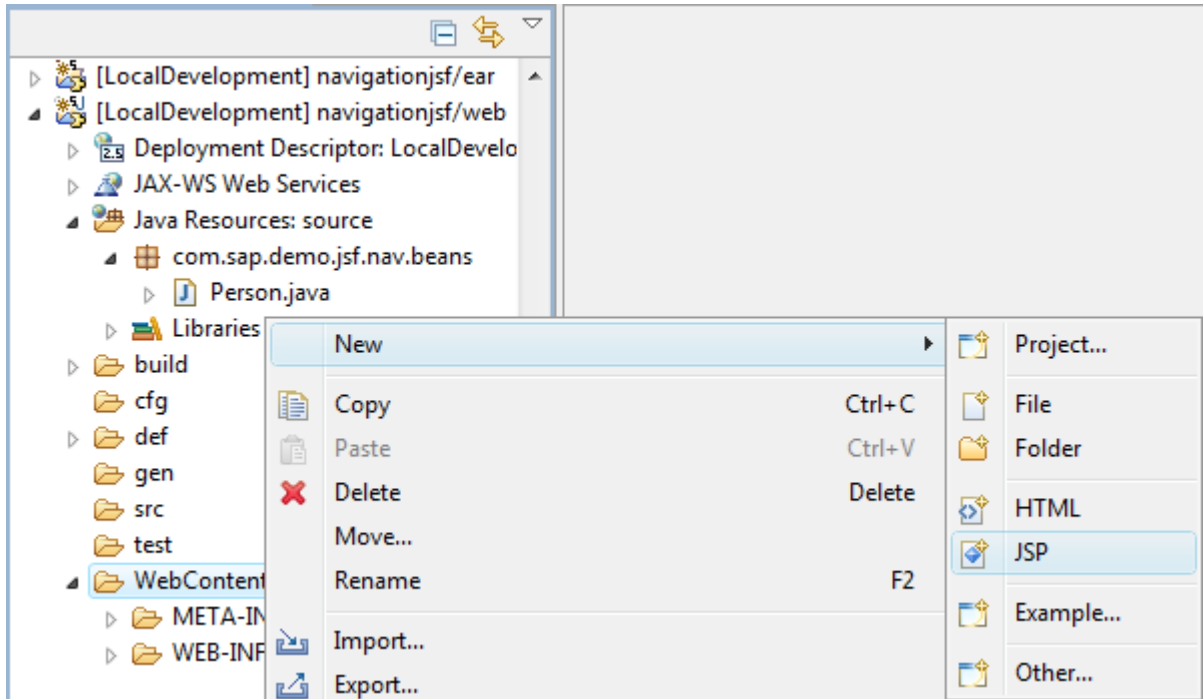 [LocalDevelopment] navigationjsf/ear
[LocalDevelopment] navigationjsf/web
2.5 Deployment Descriptor: LocalDevelo
JAX-WS Web Services
Java Resources: source
com.sap.demo.jsf.nav.beans
J Person.java
Libraries
build
cfg
def
gen
src
test
WebContent
META-IN
WEB-INF
New
Copy Ctrl+C
Paste Ctrl+V
Delete Delete
Move...
Rename F2
Import...
Export...
Project...
File
Folder
HTML
JSP
Example...
Other...